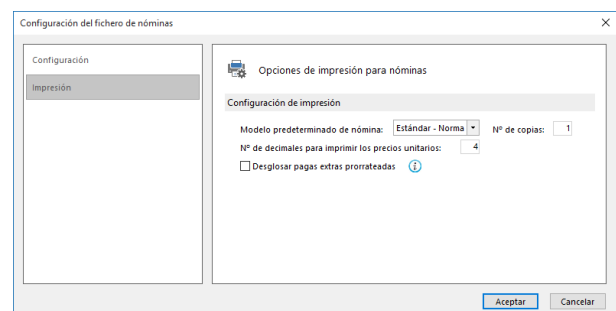 Configuración del fichero de nóminas
Configuración
Impresión
Opciones de impresión para nóminas
Configuración de impresión
Modelo predeterminado de nómina: Estándar - Norma Nº de copias: 1
Nº de decimales para imprimir los precios unitarios: 4
Desglosar pagas extras prorrateadas
Aceptar Cancelar